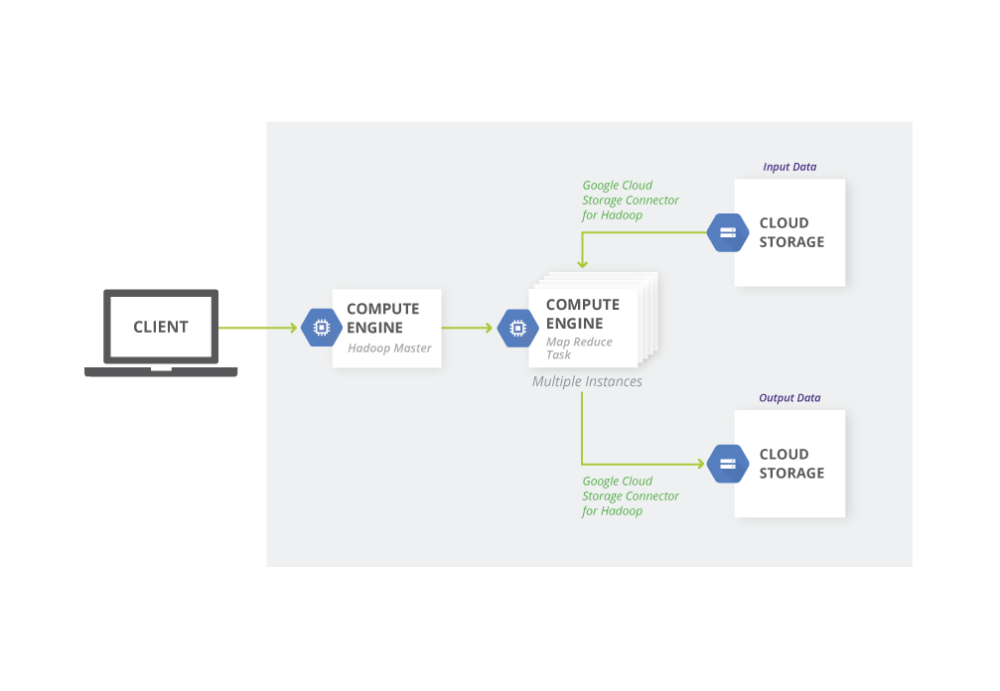 CLIENT
COMPUTE
ENGINE
Hadoop Master
COMPUTE
ENGINE
Map Reduce
Task
Multiple Instances
Google Cloud
Storage Connector
for Hadoop
Input Data
CLOUD
STORAGE
Output Data
CLOUD
STORAGE
Google Cloud
Storage Connector
for Hadoop